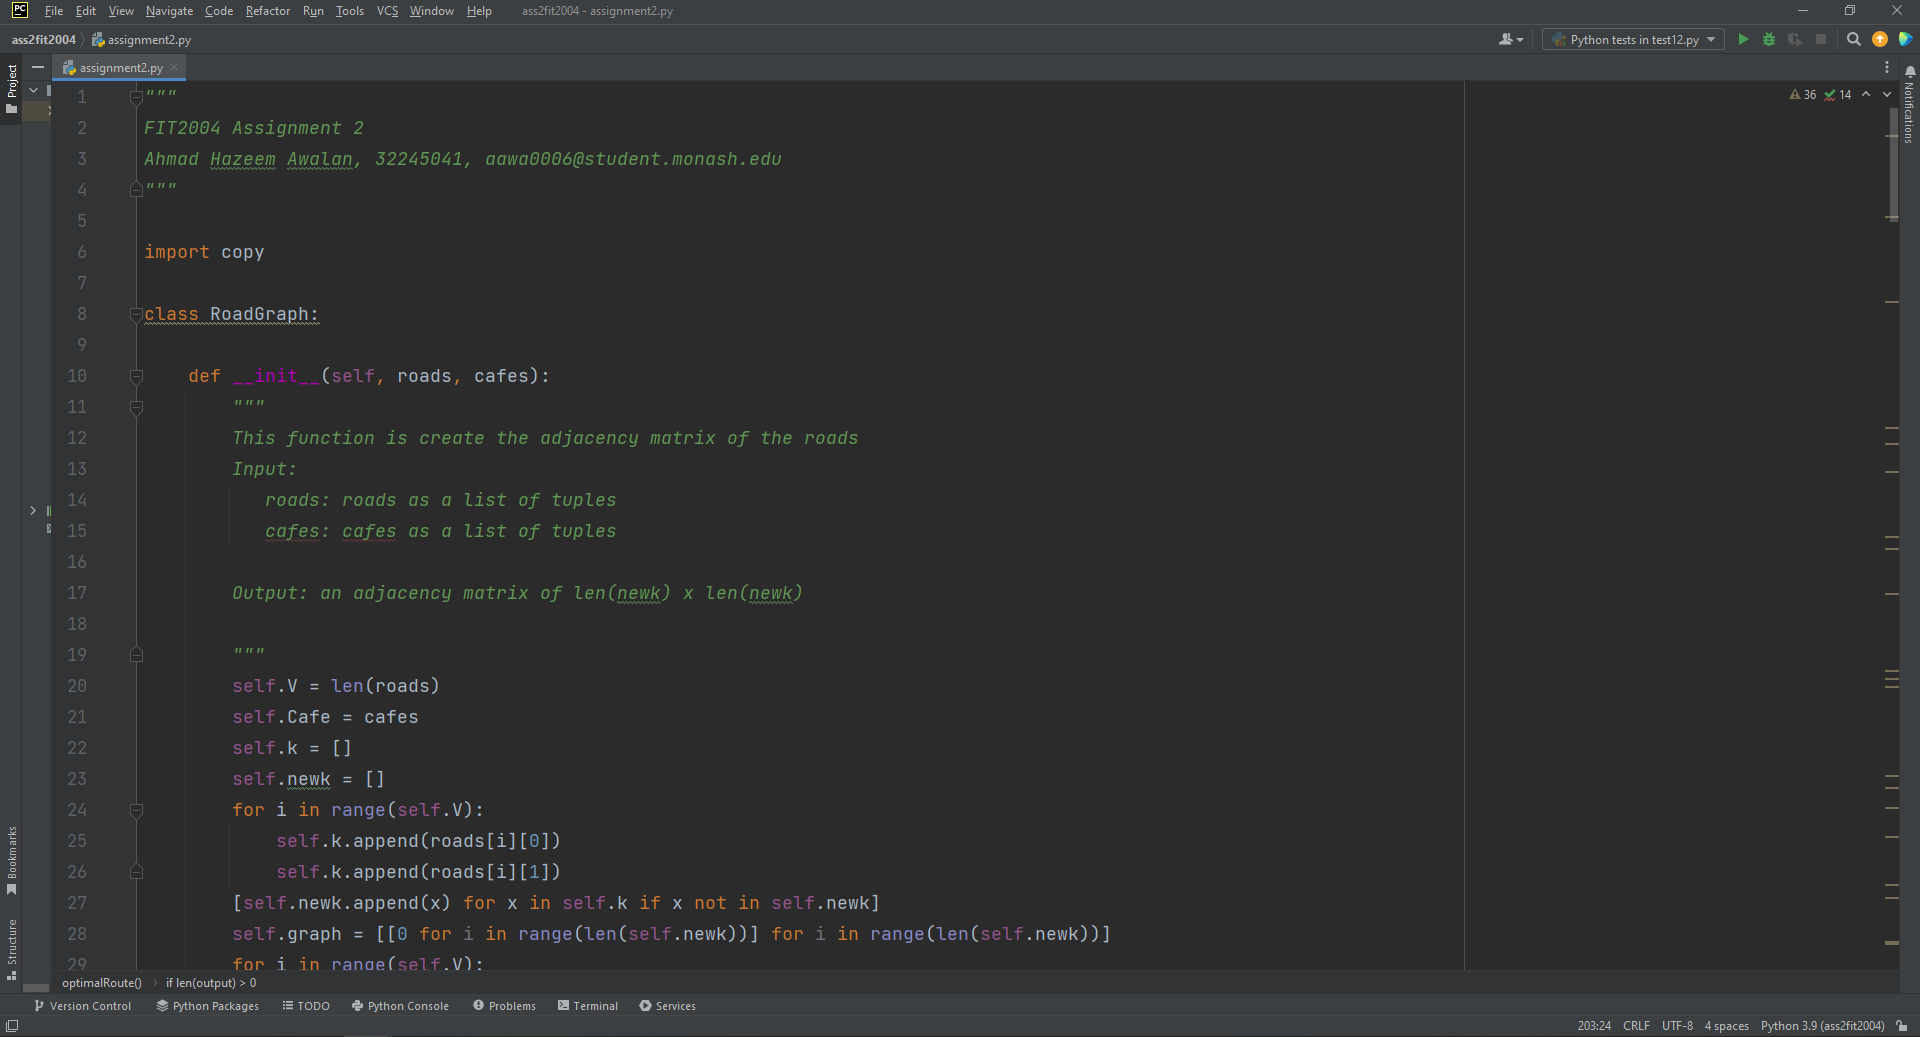 PC File Edit View Navigate Code Refactor Run Tools VCS Window Help ass2fit2004 - assignment2.py
ass2fit2004 assignment2.py Python tests in test12.py
Project
assignment2.py
36 14
Notifications
1 """
2 FIT2004 Assignment 2
3 Ahmad Hazeem Awalan, 32245041, aawa0006@student.monash.edu
4 """
5
6 import copy
7
8 class RoadGraph:
9
10 def __init__(self, roads, cafes):
11 """
12 This function is create the adjacency matrix of the roads
13 Input:
14 roads: roads as a list of tuples
15 cafes: cafes as a list of tuples
16
17 Output: an adjacency matrix of len(newk) x len(newk)
18
19 """
20 self.V = len(roads)
21 self.Cafe = cafes
22 self.k = []
23 self.newk = []
24 for i in range(self.V):
25 self.k.append(roads[i][0])
26 self.k.append(roads[i][1])
27 [self.newk.append(x) for x in self.k if x not in self.newk]
28 self.graph = [[0 for i in range(len(self.newk))] for i in range(len(self.newk))]
29 for i in range(self.V):
Bookmarks
Structure
optimalRoute() if len(output) > 0
Version Control Python Packages TODO Python Console Problems Terminal Services
203:24 CRLF UTF-8 4 spaces Python 3.9 (ass2fit2004)